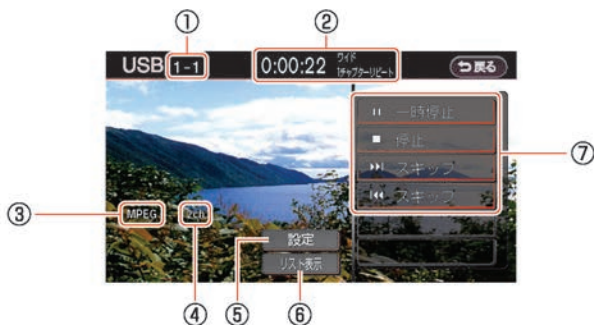 ① ②
USB 1-1 0:00:22 ワイド
1チャプターリピート
戻る
一時停止
停止
スキップ
スキップ
⑦
③ MPEG 2ch
設定
リスト表示
④ ⑤ ⑥